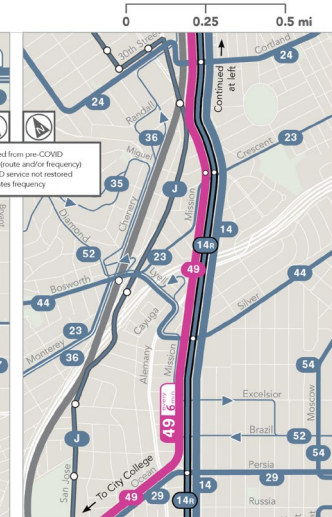 0 0.25 0.5 mi
30th Street
Cortland
24
Continued
at left
24
Randall
36
23
Crescent
ed from pre-COVID
(route and/or frequency)
D service not restored
tes frequency
Miguel
35
J
Chenery
Mission
Diamond
14
52
23
14R
Bosworth
Lyell
49
44
44
Cayuga
Silver
23
Monterey
36
Alemany
Mission
54
Excelsior
Moscow
49
6 min
J
Brazil
52
54
San Jose
To City College
Ocean
Persia
49
29
14R
14
29
Russia